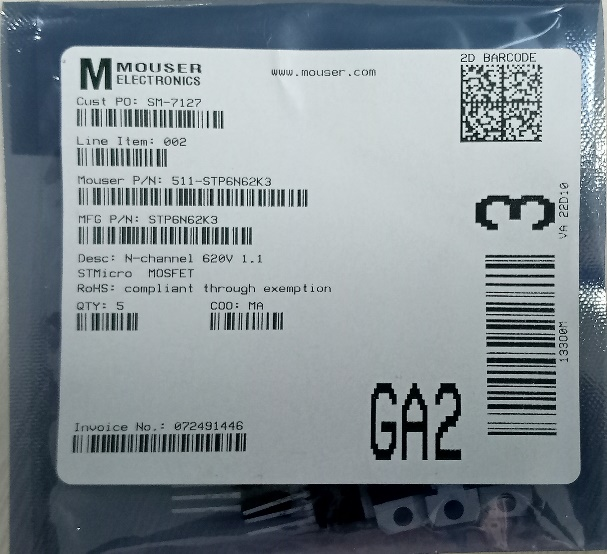 MOUSER
ELECTRONICS
www.mouser.com
2D BARCODE
Cust PO: SM-7127
Line Item: 002
Mouser P/N: 511-STP6N62K3
MFG P/N: STP6N62K3
Desc: N-channel 620V 1.1
STMicro MOSFET
RoHS: compliant through exemption
QTY: 5 COO: MA
Invoice No.: 072491446
3
VA 22D10
13300M
GA2